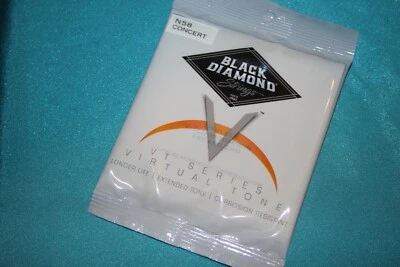 N58
CONCERT
BLACK
DIAMOND
Strings
V
VT SERIES
VIRTUAL TONE
LONGER LIFE / EXTENDED TONE / CORROSION RESISTANT